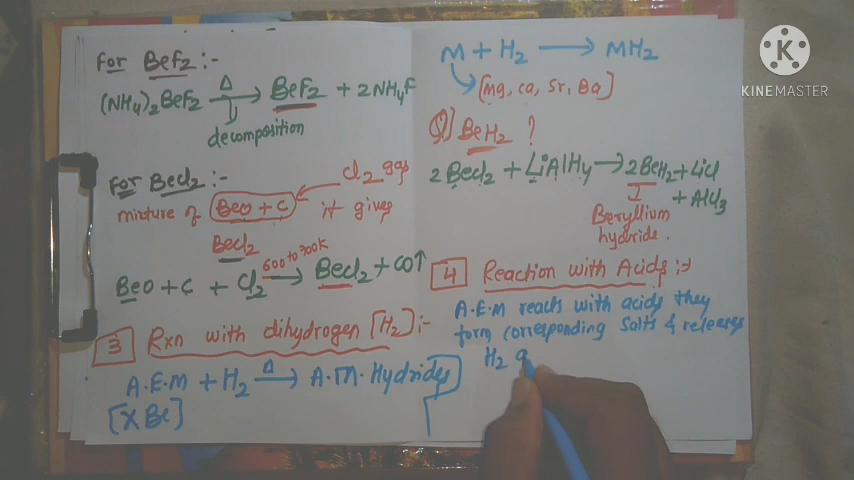 For BeF2 :-
(NH4)2BeF2 Δ→ BeF2 + 2NH4F
decomposition
For BeCl2 :-
Cl2 gas
mixture of BeO + C it gives
BeCl2
600 to 700K
BeO + C + Cl2 → BeCl2 + CO↑
3 Rxn with dihydrogen [H2] :-
A.E.M + H2 Δ→ A.M. Hydrides
[X Be]
M + H2 → MH2
[Mg, Ca, Sr, Ba]
Q] BeH2 ?
2BeCl2 + LiAlH4 → 2BeH2 + LiCl
+ AlCl3
Beryllium
hydride.
4 Reaction with Acids :→
A.E.M reacts with acids they
form corresponding Salts & releases
H2 g
KINEMASTER